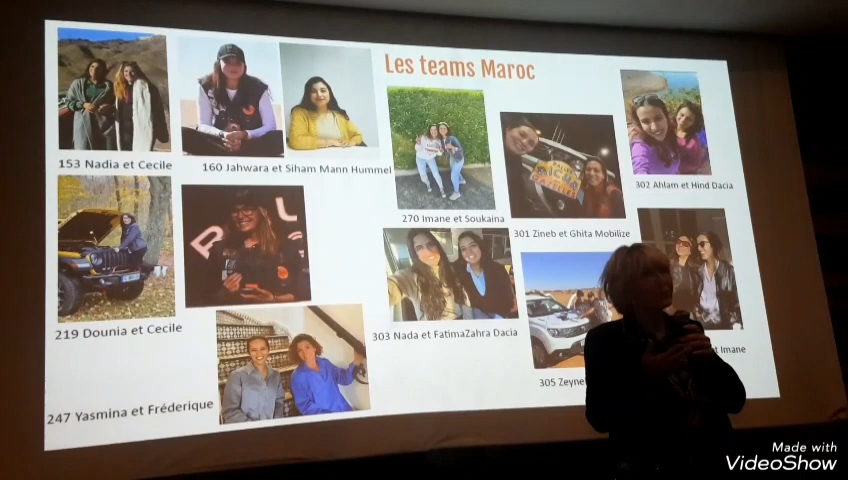 Les teams Maroc
153 Nadia et Cecile
160 Jahwara et Siham Mann Hummel
270 Imane et Soukaina
301 Zineb et Ghita Mobilize
302 Ahlam et Hind Dacia
219 Dounia et Cecile
303 Nada et FatimaZahra Dacia
247 Yasmina et Fréderique
305
et Imane
Made with
VideoShow